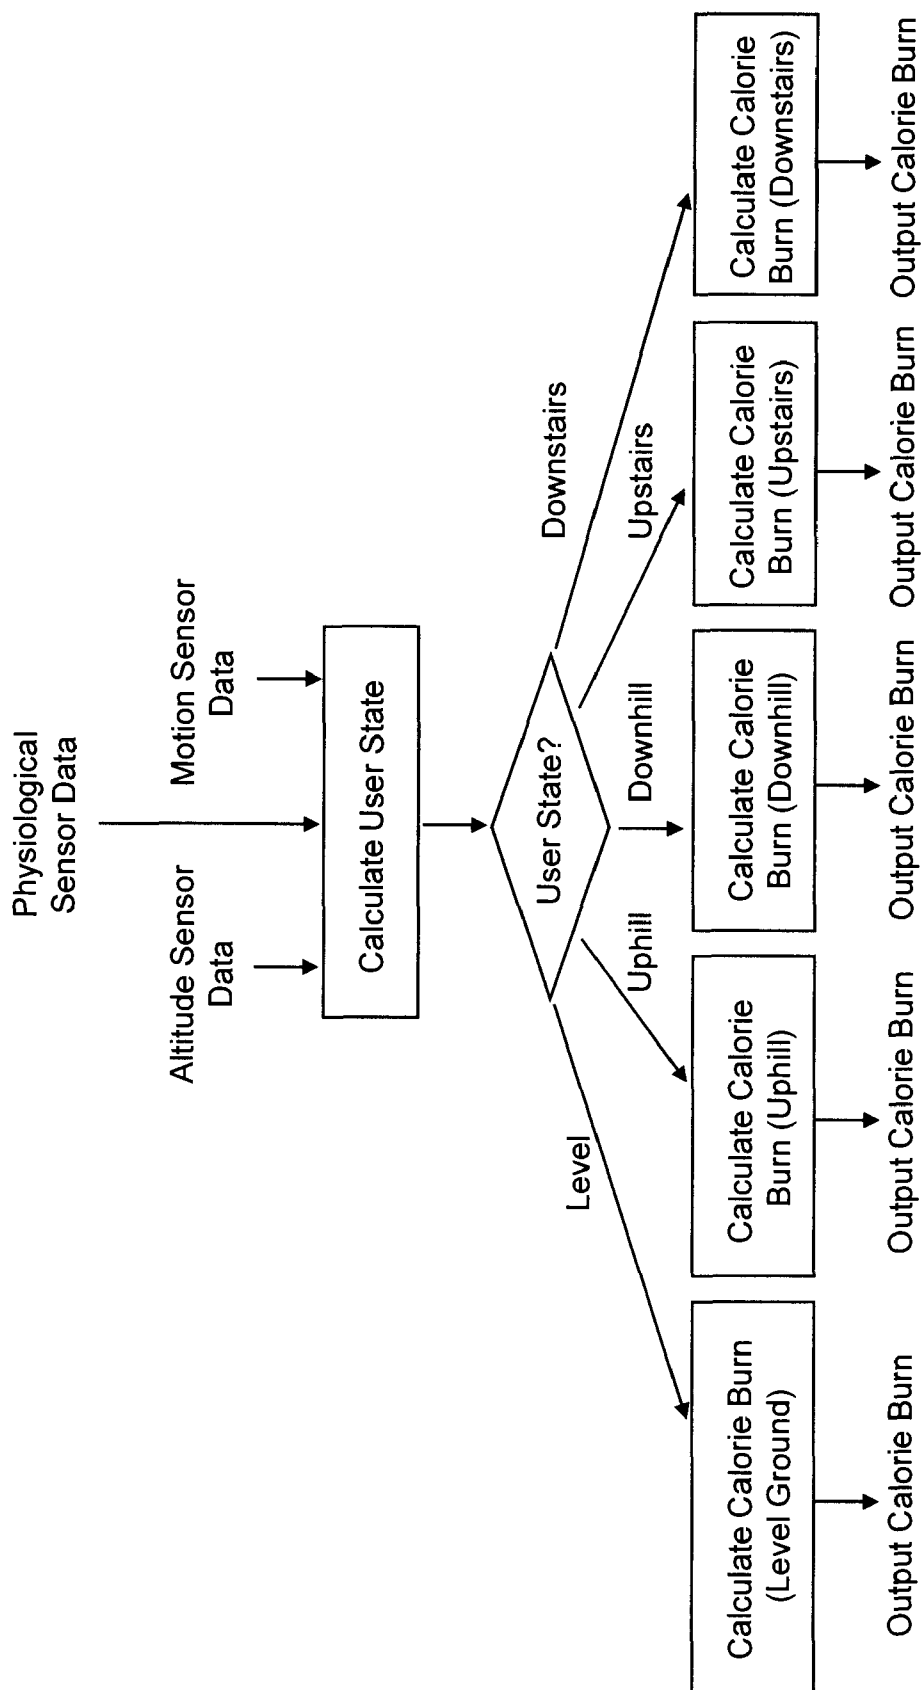 Physiological
Sensor Data
Altitude Sensor
Data
Motion Sensor
Data
Calculate User State
User State?
Level
Uphill
Downhill
Upstairs
Downstairs
Calculate Calorie Burn
(Level Ground)
Calculate Calorie
Burn (Uphill)
Calculate Calorie
Burn (Downhill)
Calculate Calorie
Burn (Upstairs)
Calculate Calorie
Burn (Downstairs)
Output Calorie Burn
Output Calorie Burn
Output Calorie Burn
Output Calorie Burn
Output Calorie Burn